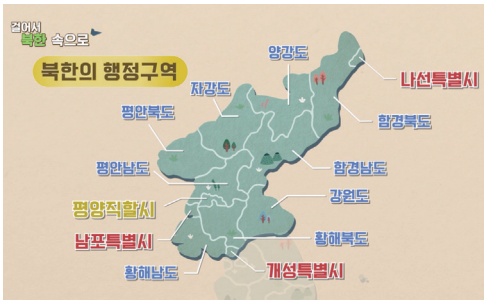 걸어서
북한 속으로
북한의 행정구역
양강도
자강도
나선특별시
평안북도
함경북도
평안남도
함경남도
강원도
평양직할시
남포특별시
황해북도
황해남도
개성특별시